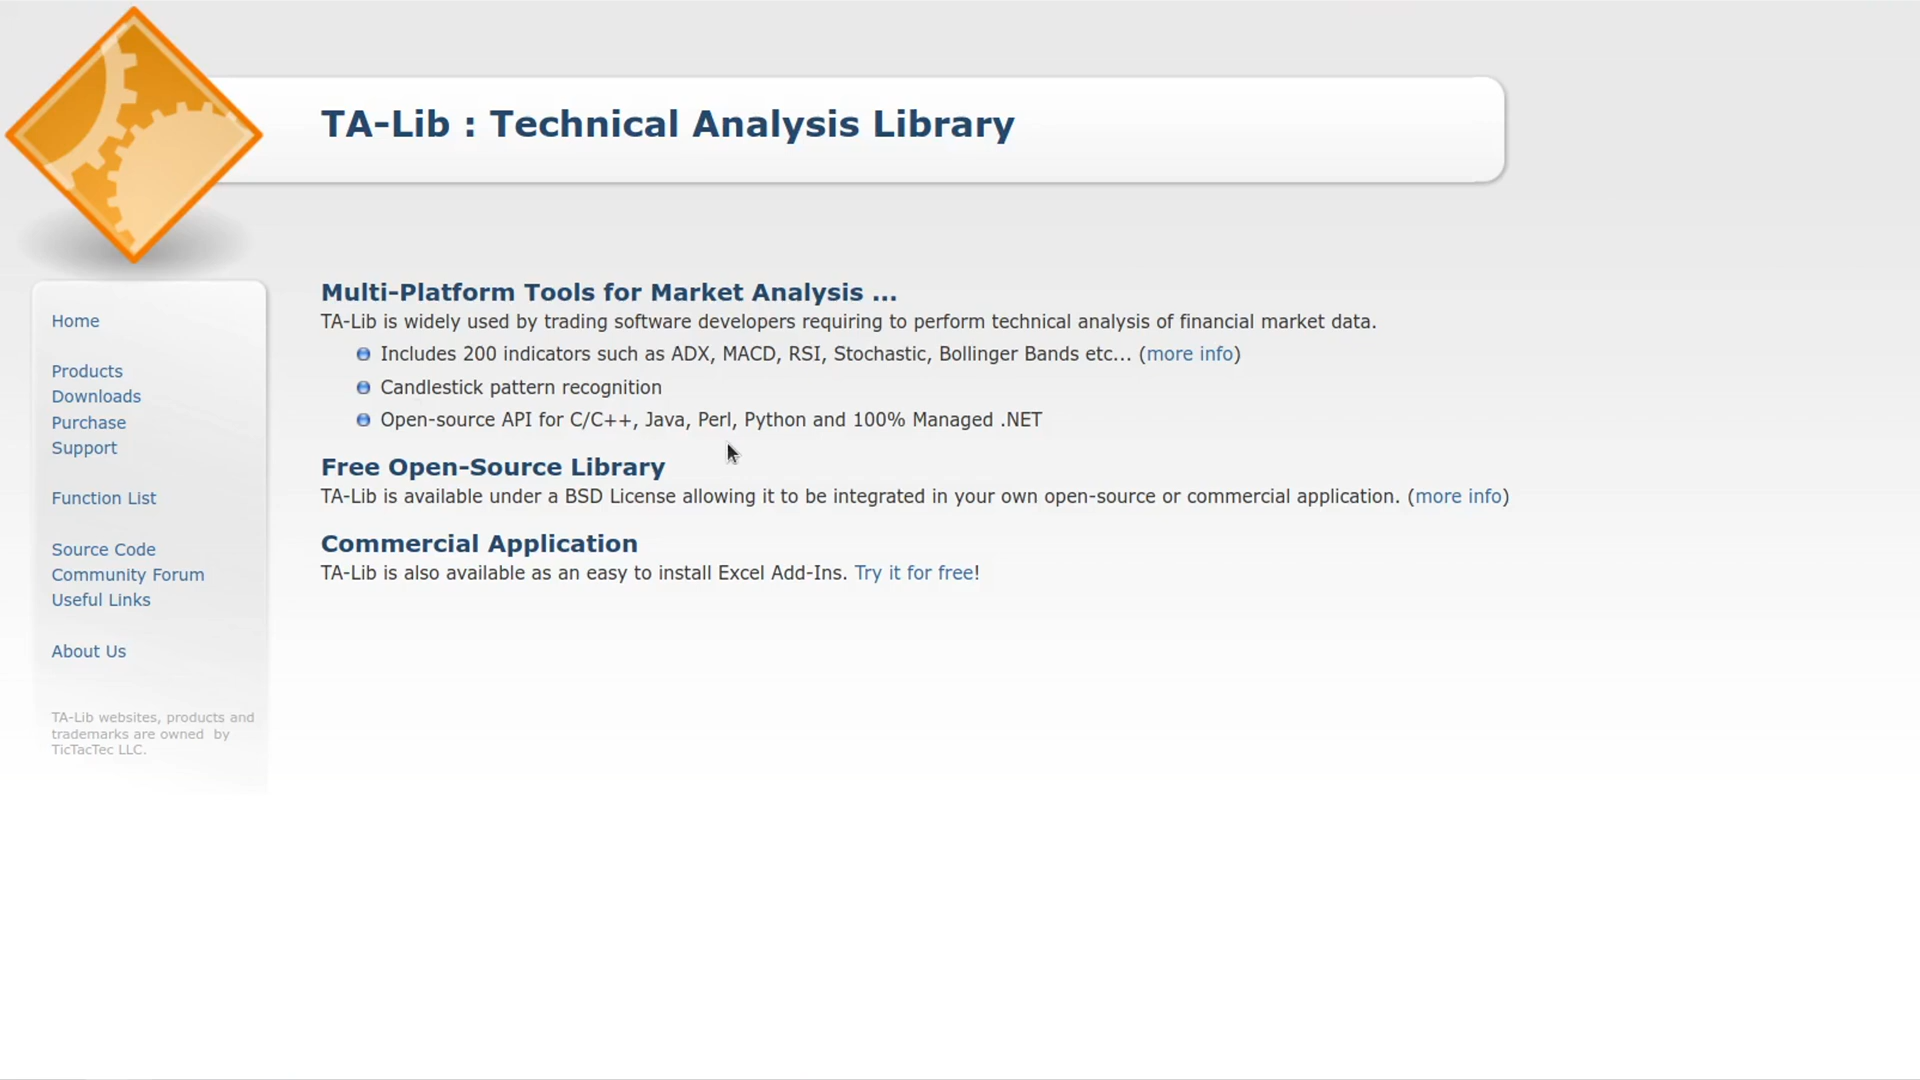 TA-Lib : Technical Analysis Library
Home
Products
Downloads
Purchase
Support
Function List
Source Code
Community Forum
Useful Links
About Us
TA-Lib websites, products and
trademarks are owned by
TicTacTec LLC.
Multi-Platform Tools for Market Analysis ...
TA-Lib is widely used by trading software developers requiring to perform technical analysis of financial market data.
Includes 200 indicators such as ADX, MACD, RSI, Stochastic, Bollinger Bands etc... (more info)
Candlestick pattern recognition
Open-source API for C/C++, Java, Perl, Python and 100% Managed .NET
Free Open-Source Library
TA-Lib is available under a BSD License allowing it to be integrated in your own open-source or commercial application. (more info)
Commercial Application
TA-Lib is also available as an easy to install Excel Add-Ins. Try it for free!